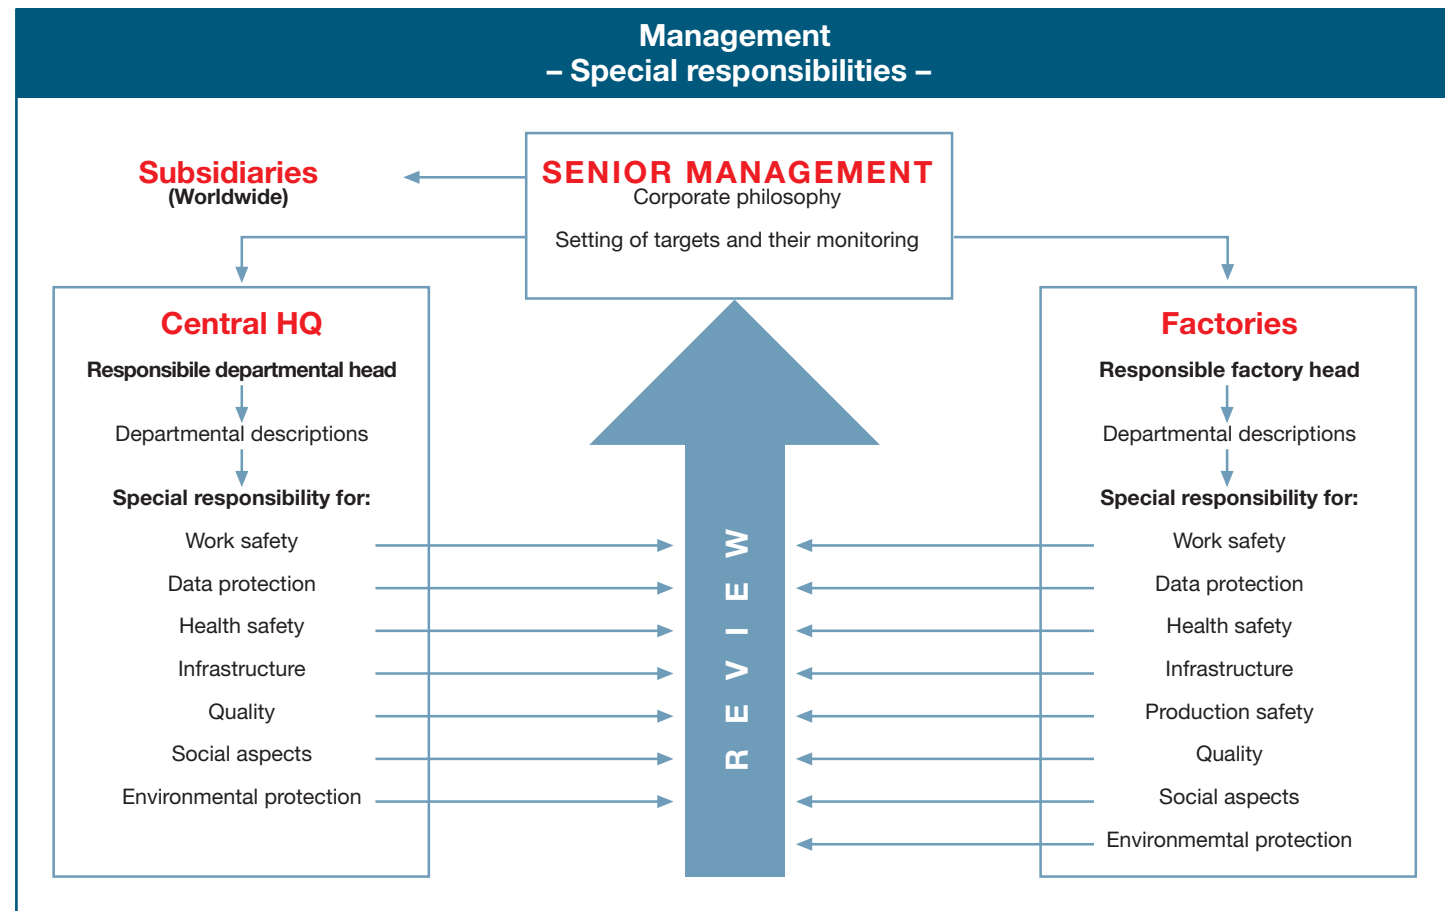 Management
– Special responsibilities –
Subsidiaries
(Worldwide)
SENIOR MANAGEMENT
Corporate philosophy
Setting of targets and their monitoring
Central HQ
Responsibile departmental head
Departmental descriptions
Special responsibility for:
Work safety
Data protection
Health safety
Infrastructure
Quality
Social aspects
Environmental protection
REVIEW
Factories
Responsible factory head
Departmental descriptions
Special responsibility for:
Work safety
Data protection
Health safety
Infrastructure
Production safety
Quality
Social aspects
Environmemtal protection